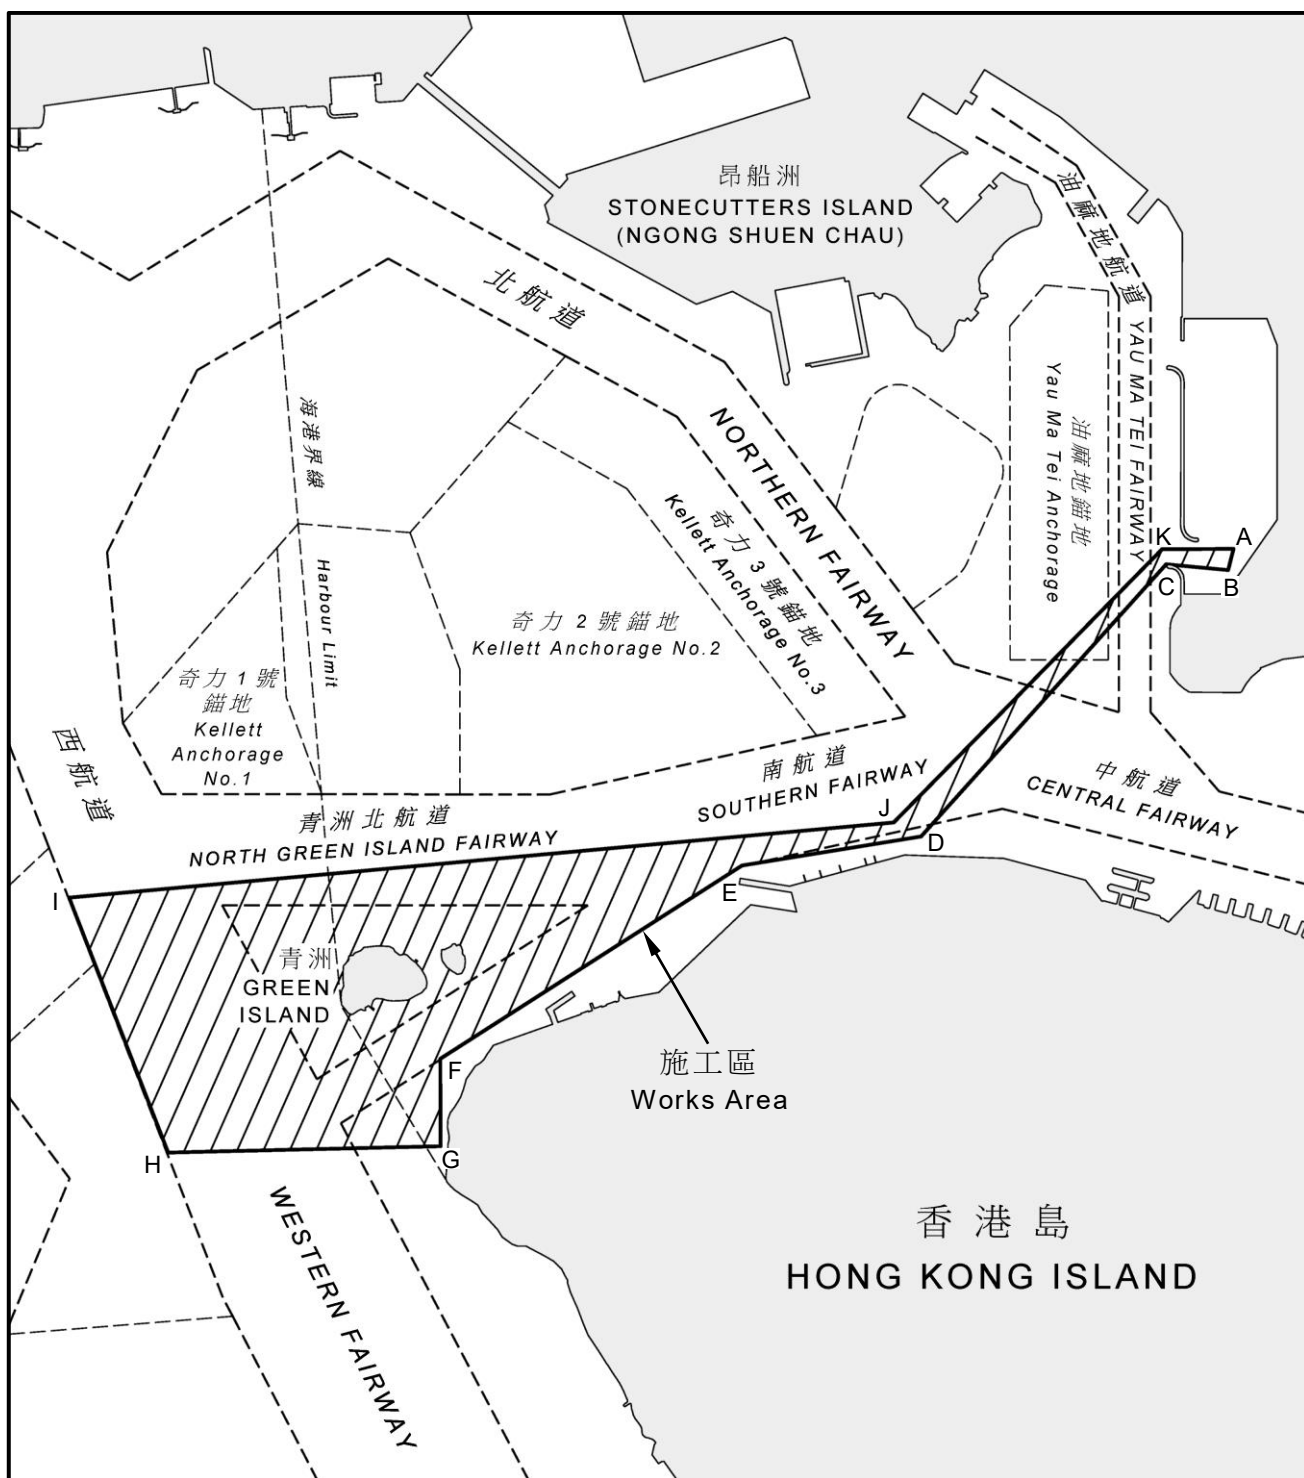 昂船洲
STONECUTTERS ISLAND
(NGONG SHUEN CHAU)
北航道
NORTHERN FAIRWAY
油麻地航道
YAU MA TEI FAIRWAY
油麻地錨地
Yau Ma Tei Anchorage
海港界線
Harbour Limit
奇力 3 號錨地
Kellett Anchorage No.3
奇力 2 號錨地
Kellett Anchorage No.2
奇力 1 號
錨地
Kellett
Anchorage
No.1
K
A
C
B
西航道
南航道
SOUTHERN FAIRWAY
中航道
CENTRAL FAIRWAY
青洲北航道
NORTH GREEN ISLAND FAIRWAY
J
D
E
I
青洲
GREEN
ISLAND
F
施工區
Works Area
H
G
WESTERN FAIRWAY
香港島
HONG KONG ISLAND